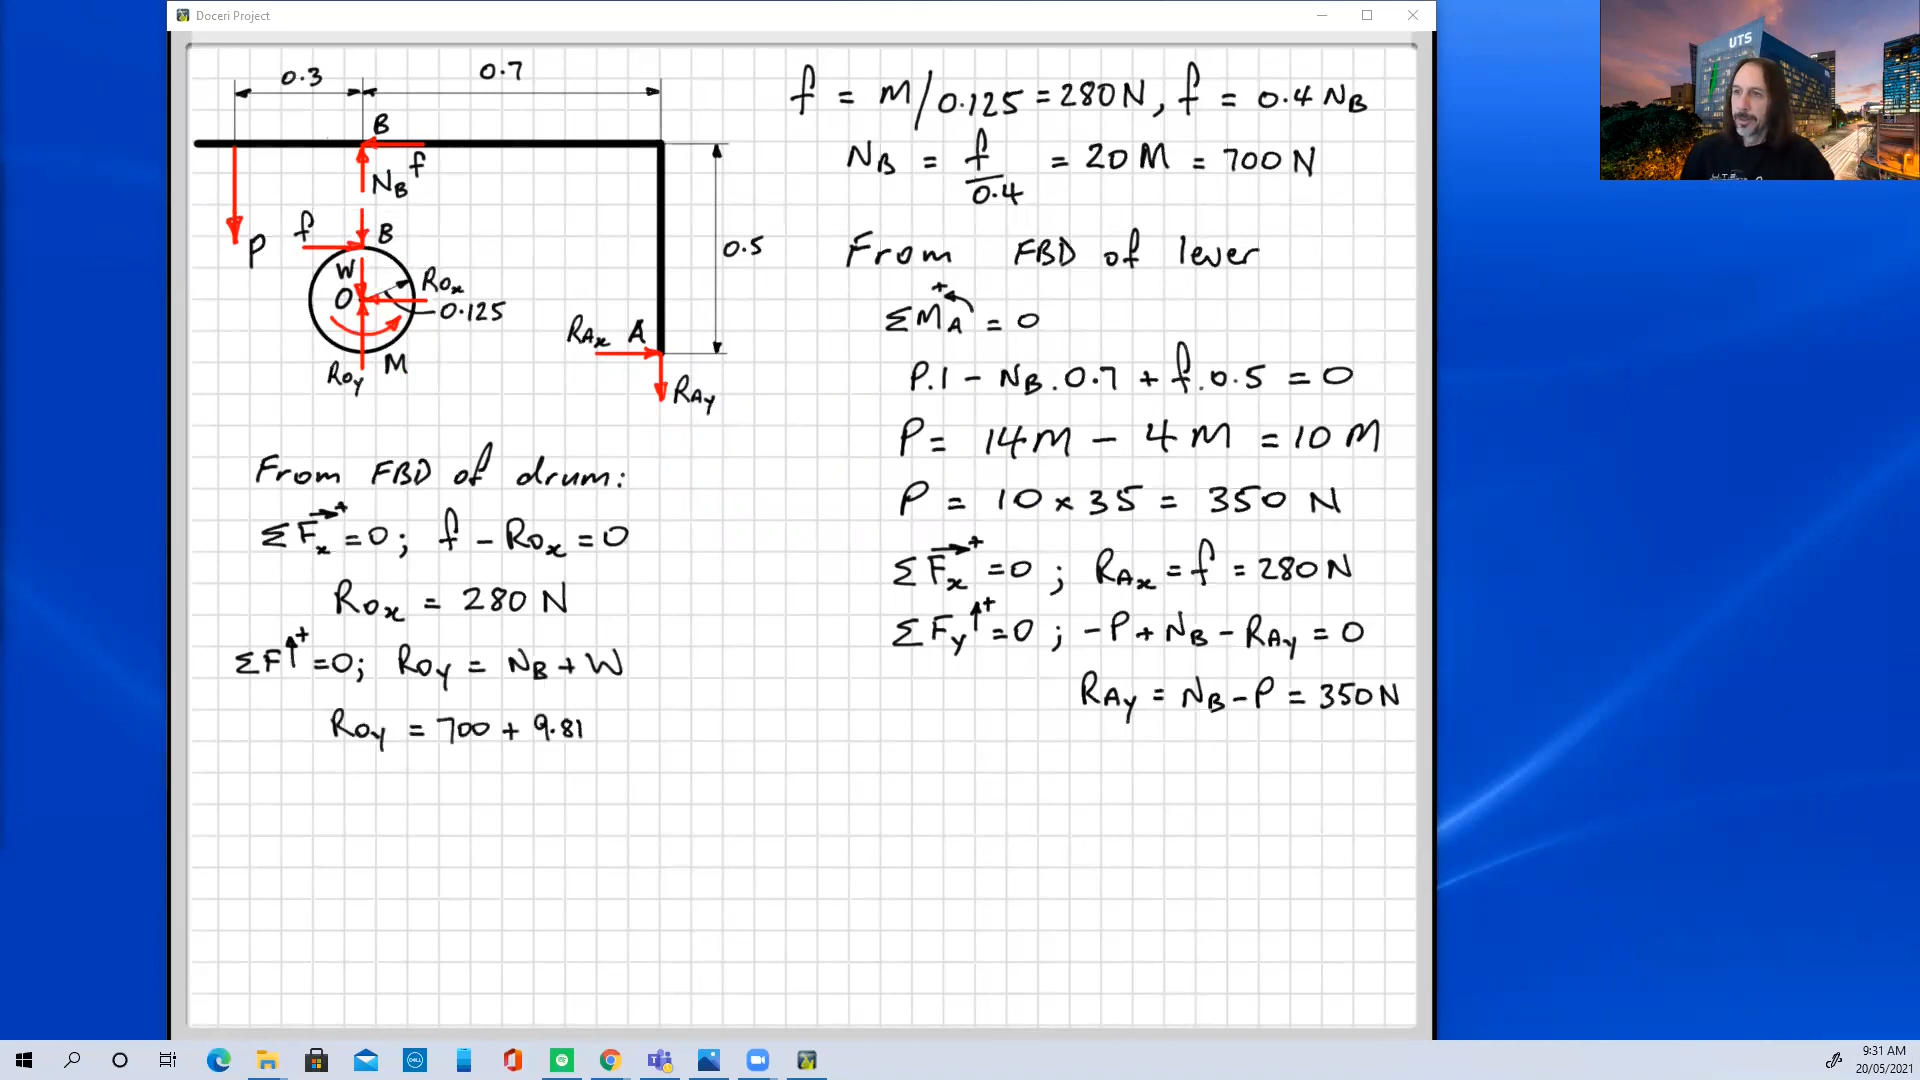 Doceri Project
UTS
0.3
0.7
B
f
NB
P
f
B
W
O
ROx
0.125
M
ROy
0.5
RAx A
RAy
f = M/0.125 = 280N, f = 0.4 NB
NB = f/0.4 = 20M = 700 N
From FBD of lever
ΣMA = 0
P.1 - NB.0.7 + f.0.5 = 0
P = 14M - 4M = 10M
P = 10 x 35 = 350 N
ΣFx→+ = 0 ; RAx = f = 280N
ΣFy↑+ = 0 ; -P + NB - RAy = 0
RAy = NB - P = 350N
From FBD of drum:
ΣFx→+ = 0; f - ROx = 0
ROx = 280 N
ΣF↑+ = 0; ROy = NB + W
ROy = 700 + 9.81
9:31 AM
20/05/2021